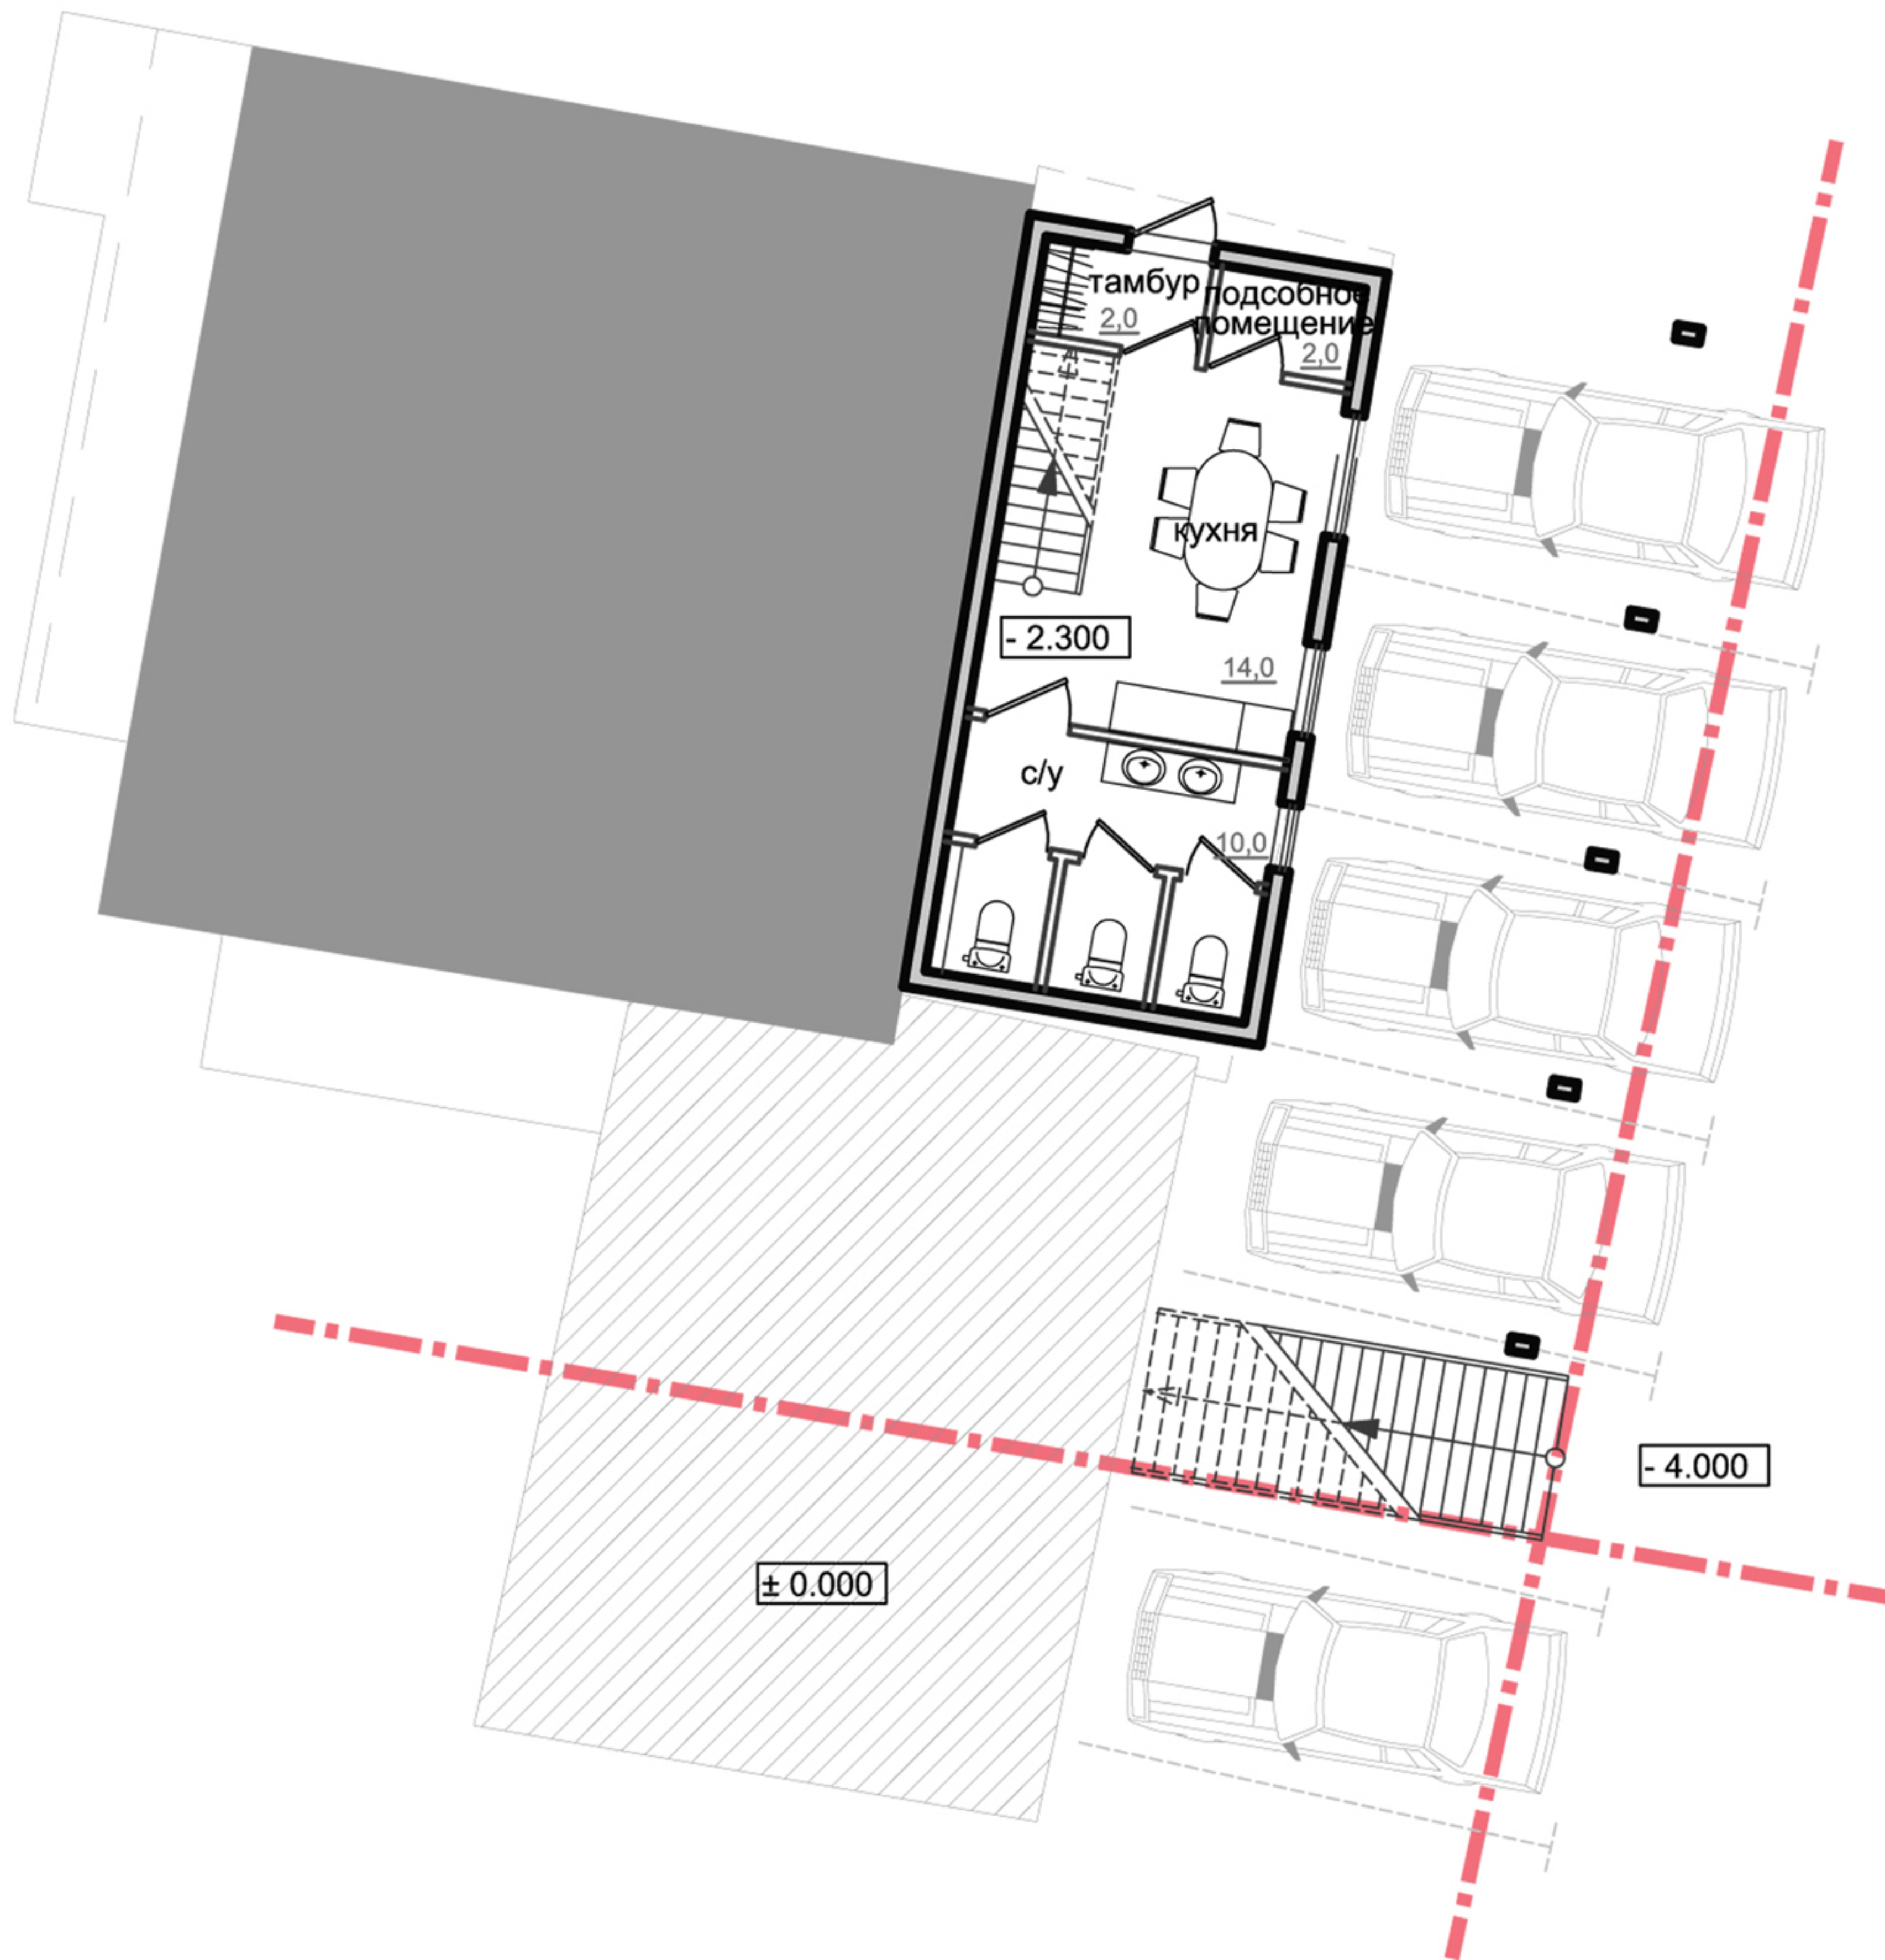 тамбур
2,0
подсобное
помещение
2,0
кухня
- 2.300
14,0
с/у
10,0
- 4.000
± 0.000